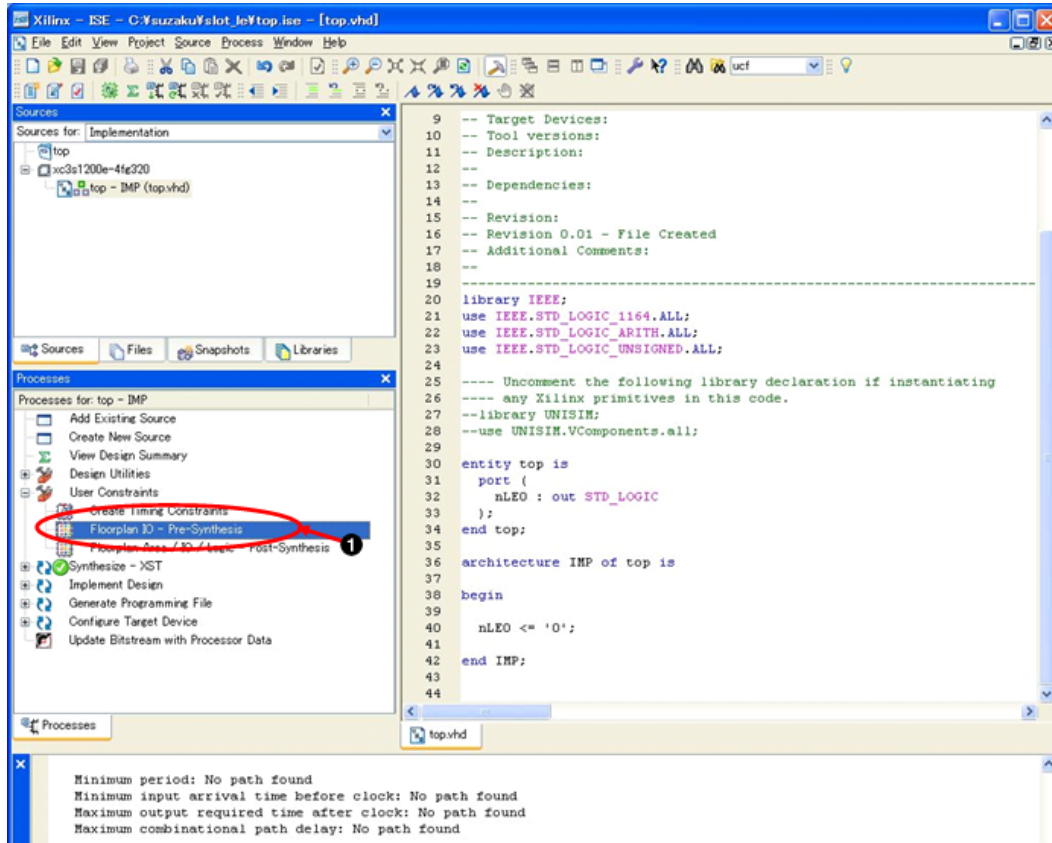 Xilinx - ISE - C:¥suzaku¥slot_le¥top.ise - [top.vhd]
File Edit View Project Source Process Window Help
ucf
Sources
Sources for: Implementation
top
xc3s1200e-4fg320
top - IMP (top.vhd)
Sources Files Snapshots Libraries
Processes
Processes for: top - IMP
Add Existing Source
Create New Source
View Design Summary
Design Utilities
User Constraints
Create Timing Constraints
Floorplan IO - Pre-Synthesis
Floorplan Area / IO / Logic - Post-Synthesis
1
Synthesize - XST
Implement Design
Generate Programming File
Configure Target Device
Update Bitstream with Processor Data
Processes
9 -- Target Devices:
10 -- Tool versions:
11 -- Description:
12 --
13 -- Dependencies:
14 --
15 -- Revision:
16 -- Revision 0.01 - File Created
17 -- Additional Comments:
18 --
19 ----------------------------------------------------------------------
20 library IEEE;
21 use IEEE.STD_LOGIC_1164.ALL;
22 use IEEE.STD_LOGIC_ARITH.ALL;
23 use IEEE.STD_LOGIC_UNSIGNED.ALL;
24
25 ---- Uncomment the following library declaration if instantiating
26 ---- any Xilinx primitives in this code.
27 --library UNISIM;
28 --use UNISIM.VComponents.all;
29
30 entity top is
31 port (
32 nLE0 : out STD_LOGIC
33 );
34 end top;
35
36 architecture IMP of top is
37
38 begin
39
40 nLE0 <= '0';
41
42 end IMP;
43
44
top.vhd
Minimum period: No path found
Minimum input arrival time before clock: No path found
Maximum output required time after clock: No path found
Maximum combinational path delay: No path found